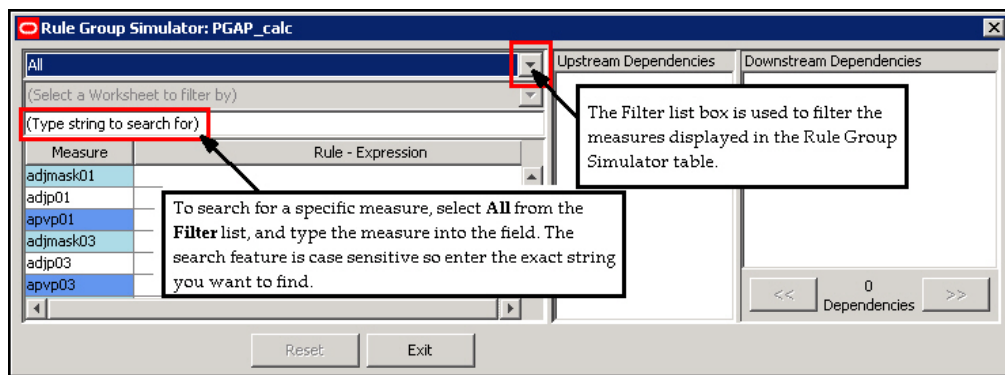 Rule Group Simulator: PGAP_calc
All
(Select a Worksheet to filter by)
(Type string to search for)
Measure
Rule - Expression
adjmask01
adjp01
apvp01
adjmask03
adjp03
apvp03
To search for a specific measure, select All from the
Filter list, and type the measure into the field. The
search feature is case sensitive so enter the exact string
you want to find.
Upstream Dependencies
Downstream Dependencies
The Filter list box is used to filter the
measures displayed in the Rule Group
Simulator table.
<<
0
Dependencies
>>
Reset
Exit